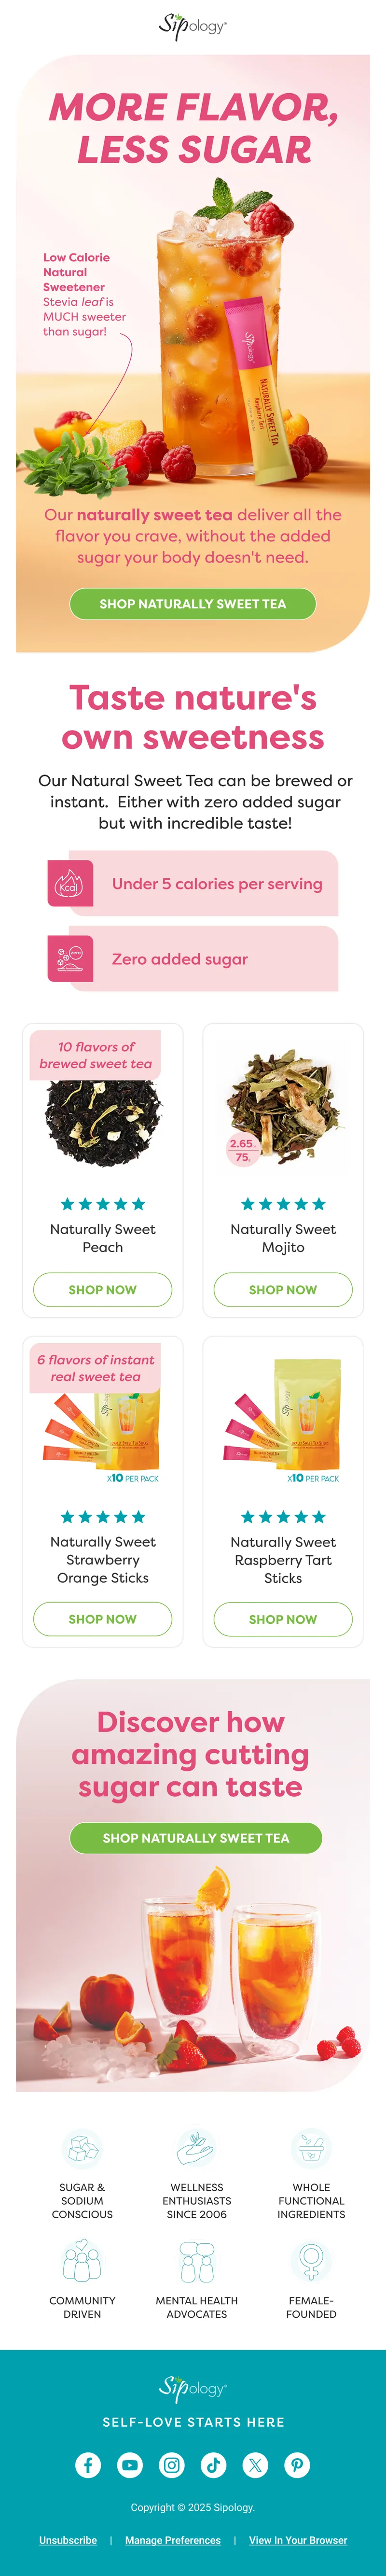 Sipology®
MORE FLAVOR,
LESS SUGAR
Low Calorie
Natural
Sweetener
Stevia leaf is
MUCH sweeter
than sugar!
Sipology
NATURALLY SWEET TEA
Raspberry Tart
Our naturally sweet tea deliver all the
flavor you crave, without the added
sugar your body doesn't need.
SHOP NATURALLY SWEET TEA
Taste nature's
own sweetness
Our Natural Sweet Tea can be brewed or
instant. Either with zero added sugar
but with incredible taste!
Kcal
Under 5 calories per serving
ZERO
Zero added sugar
10 flavors of
brewed sweet tea
2.65
75
Naturally Sweet
Peach
SHOP NOW
Naturally Sweet
Mojito
SHOP NOW
6 flavors of instant
real sweet tea
X10 PER PACK
X10 PER PACK
Naturally Sweet
Strawberry
Orange Sticks
SHOP NOW
Naturally Sweet
Raspberry Tart
Sticks
SHOP NOW
Discover how
amazing cutting
sugar can taste
SHOP NATURALLY SWEET TEA
SUGAR &
SODIUM
CONSCIOUS
WELLNESS
ENTHUSIASTS
SINCE 2006
WHOLE
FUNCTIONAL
INGREDIENTS
COMMUNITY
DRIVEN
MENTAL HEALTH
ADVOCATES
FEMALE-
FOUNDED
Sipology®
SELF-LOVE STARTS HERE
Copyright © 2025 Sipology.
Unsubscribe | Manage Preferences | View In Your Browser